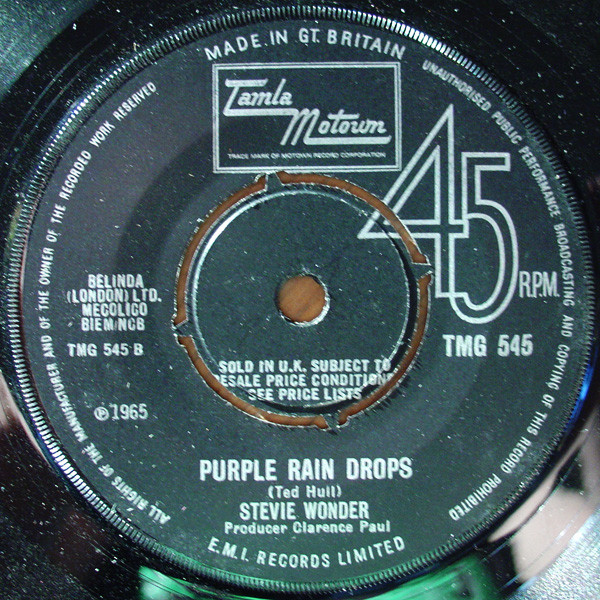 MADE IN GT. BRITAIN
UNAUTHORISED PUBLIC PERFORMANCE BROADCASTING AND COPYING OF THIS RECORD PROHIBITED
ALL RIGHTS OF THE MANUFACTURER AND OF THE OWNER OF THE RECORDED WORK RESERVED
Tamla
Motown
TRADE MARK OF MOTOWN RECORD CORPORATION
45
R.P.M.
BELINDA
(LONDON) LTD.
MECOLICO
BIEM/NCB
TMG 545 B
TMG 545
SOLD IN U.K. SUBJECT TO
RESALE PRICE CONDITIONS
SEE PRICE LISTS
Ⓟ1965
PURPLE RAIN DROPS
(Ted Hull)
STEVIE WONDER
Producer Clarence Paul
E.M.I. RECORDS LIMITED